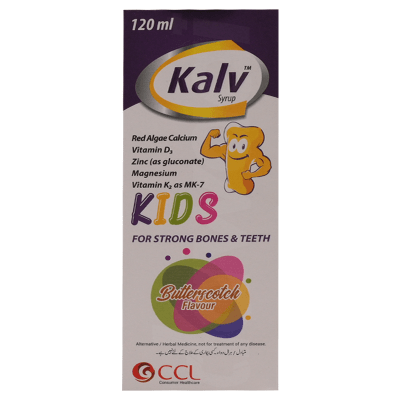 120 ml
Kalv™
Syrup
Red Algae Calcium
Vitamin D₃
Zinc (as gluconate)
Magnesium
Vitamin K₂ as MK-7
KIDS
FOR STRONG BONES & TEETH
Butterscotch
Flavour
Alternative / Herbal Medicine, not for treatment of any disease.
CCL
Consumer Healthcare